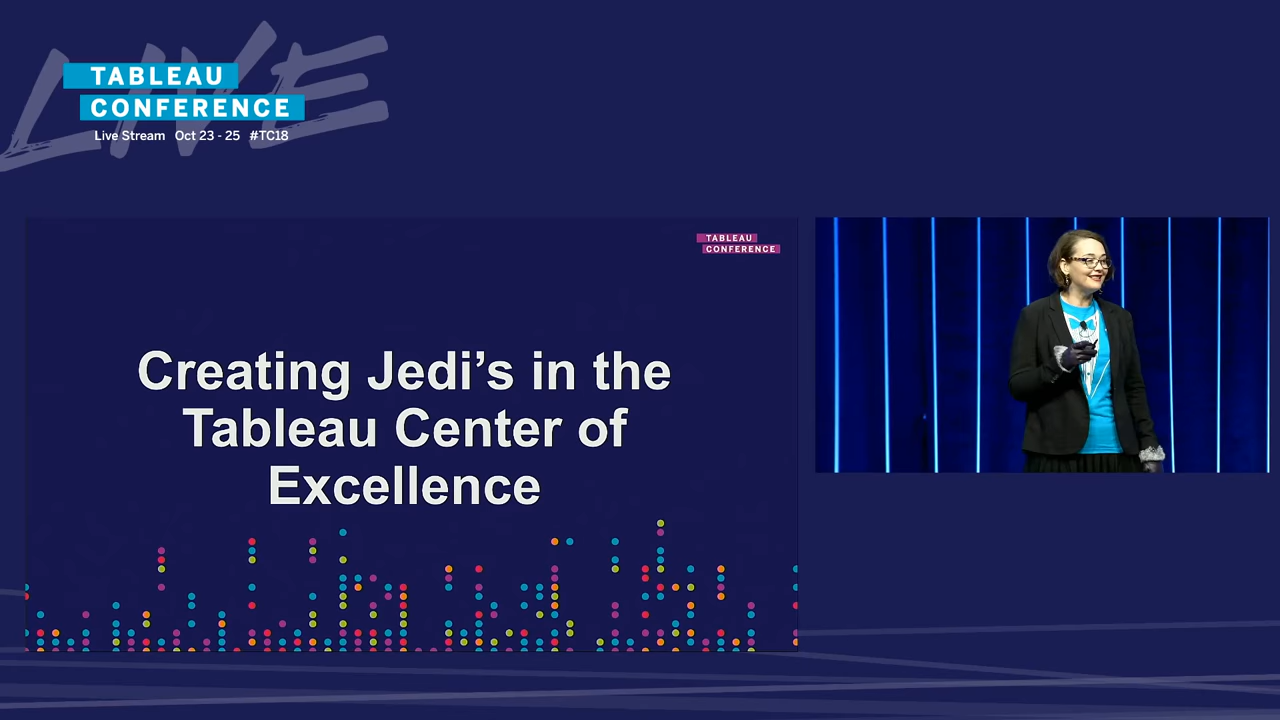 LIVE
TABLEAU
CONFERENCE
Live Stream Oct 23 - 25 #TC18
TABLEAU
CONFERENCE
Creating Jedi’s in the
Tableau Center of
Excellence